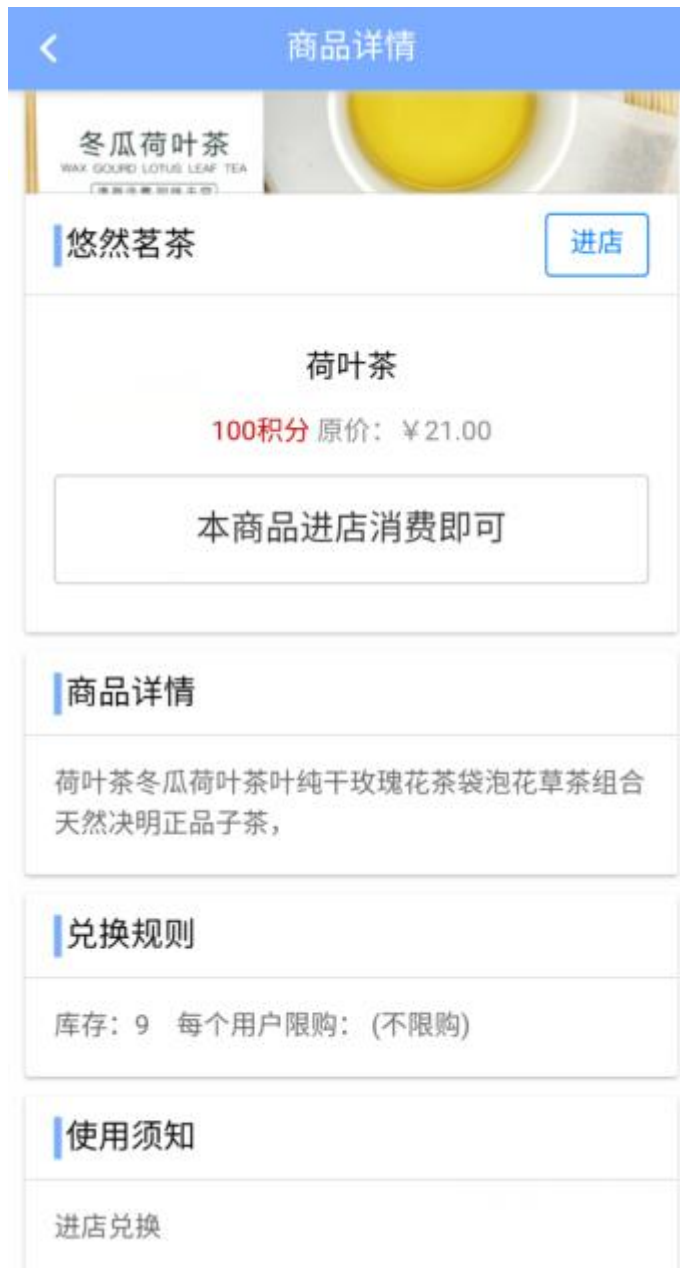 商品详情
冬瓜荷叶茶
WAX GOURD LOTUS LEAF TEA
悠然茗茶
进店
荷叶茶
100积分 原价：￥21.00
本商品进店消费即可
商品详情
荷叶茶冬瓜荷叶茶叶纯干玫瑰花茶袋泡花草茶组合
天然决明正品子茶，
兑换规则
库存：9 每个用户限购： (不限购)
使用须知
进店兑换